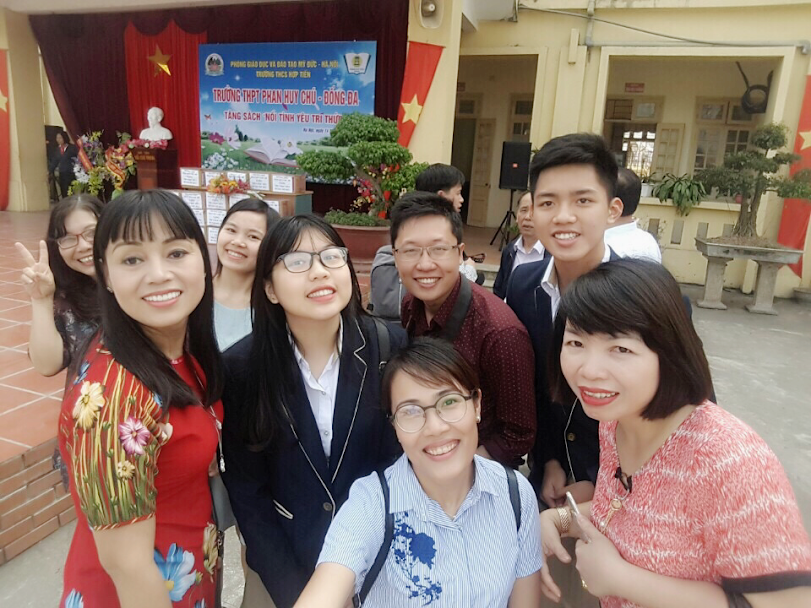 PHÒNG GIÁO DỤC VÀ ĐÀO TẠO MỸ ĐỨC - HÀ NỘI
TRƯỜNG THCS HỢP TIẾN
TRƯỜNG THPT PHAN HUY CHÚ - ĐỐNG ĐA
TẶNG SÁCH NỐI TÌNH YÊU TRI THỨC